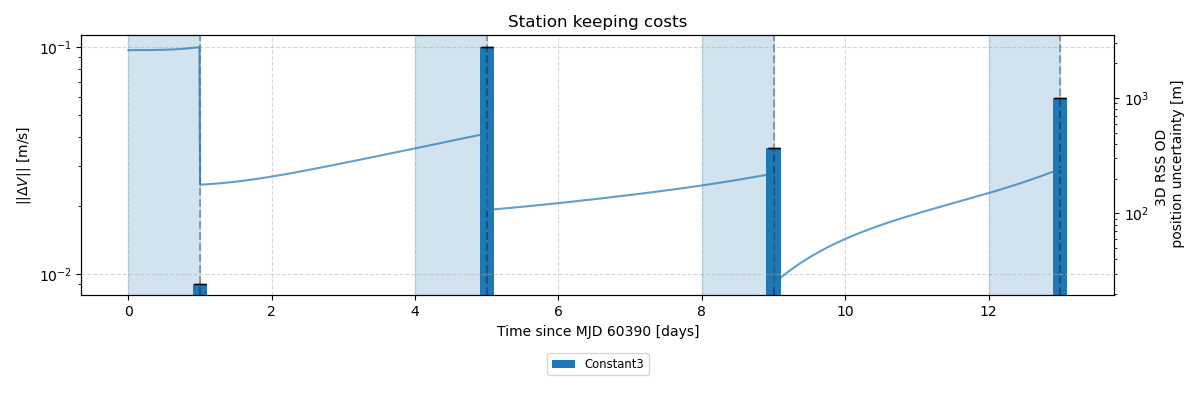 Station keeping costs
||ΔV|| [m/s]
10⁻¹
10⁻²
0 2 4 6 8 10 12
Time since MJD 60390 [days]
10³
10²
3D RSS OD
position uncertainty [m]
Constant3